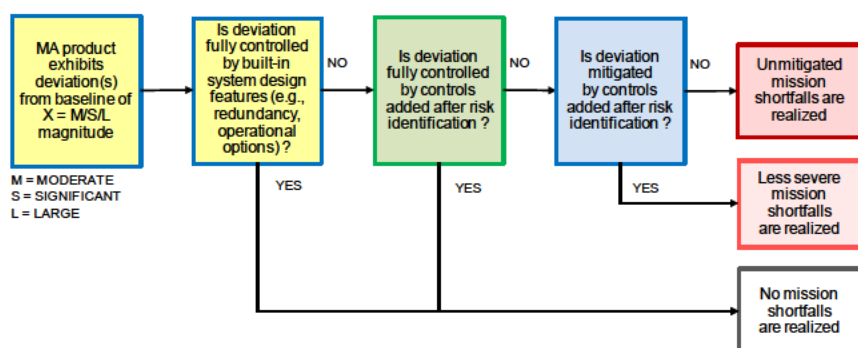 MA product
exhibits
deviation(s)
from baseline of
X = M/S/L
magnitude
M = MODERATE
S = SIGNIFICANT
L = LARGE
Is deviation
fully controlled
by built-in
system design
features (e.g.,
redundancy,
operational
options) ?
NO
YES
Is deviation
fully controlled
by controls
added after risk
identification ?
NO
YES
Is deviation
mitigated
by controls
added after risk
identification ?
NO
YES
Unmitigated
mission
shortfalls are
realized
Less severe
mission
shortfalls
are realized
No mission
shortfalls
are realized